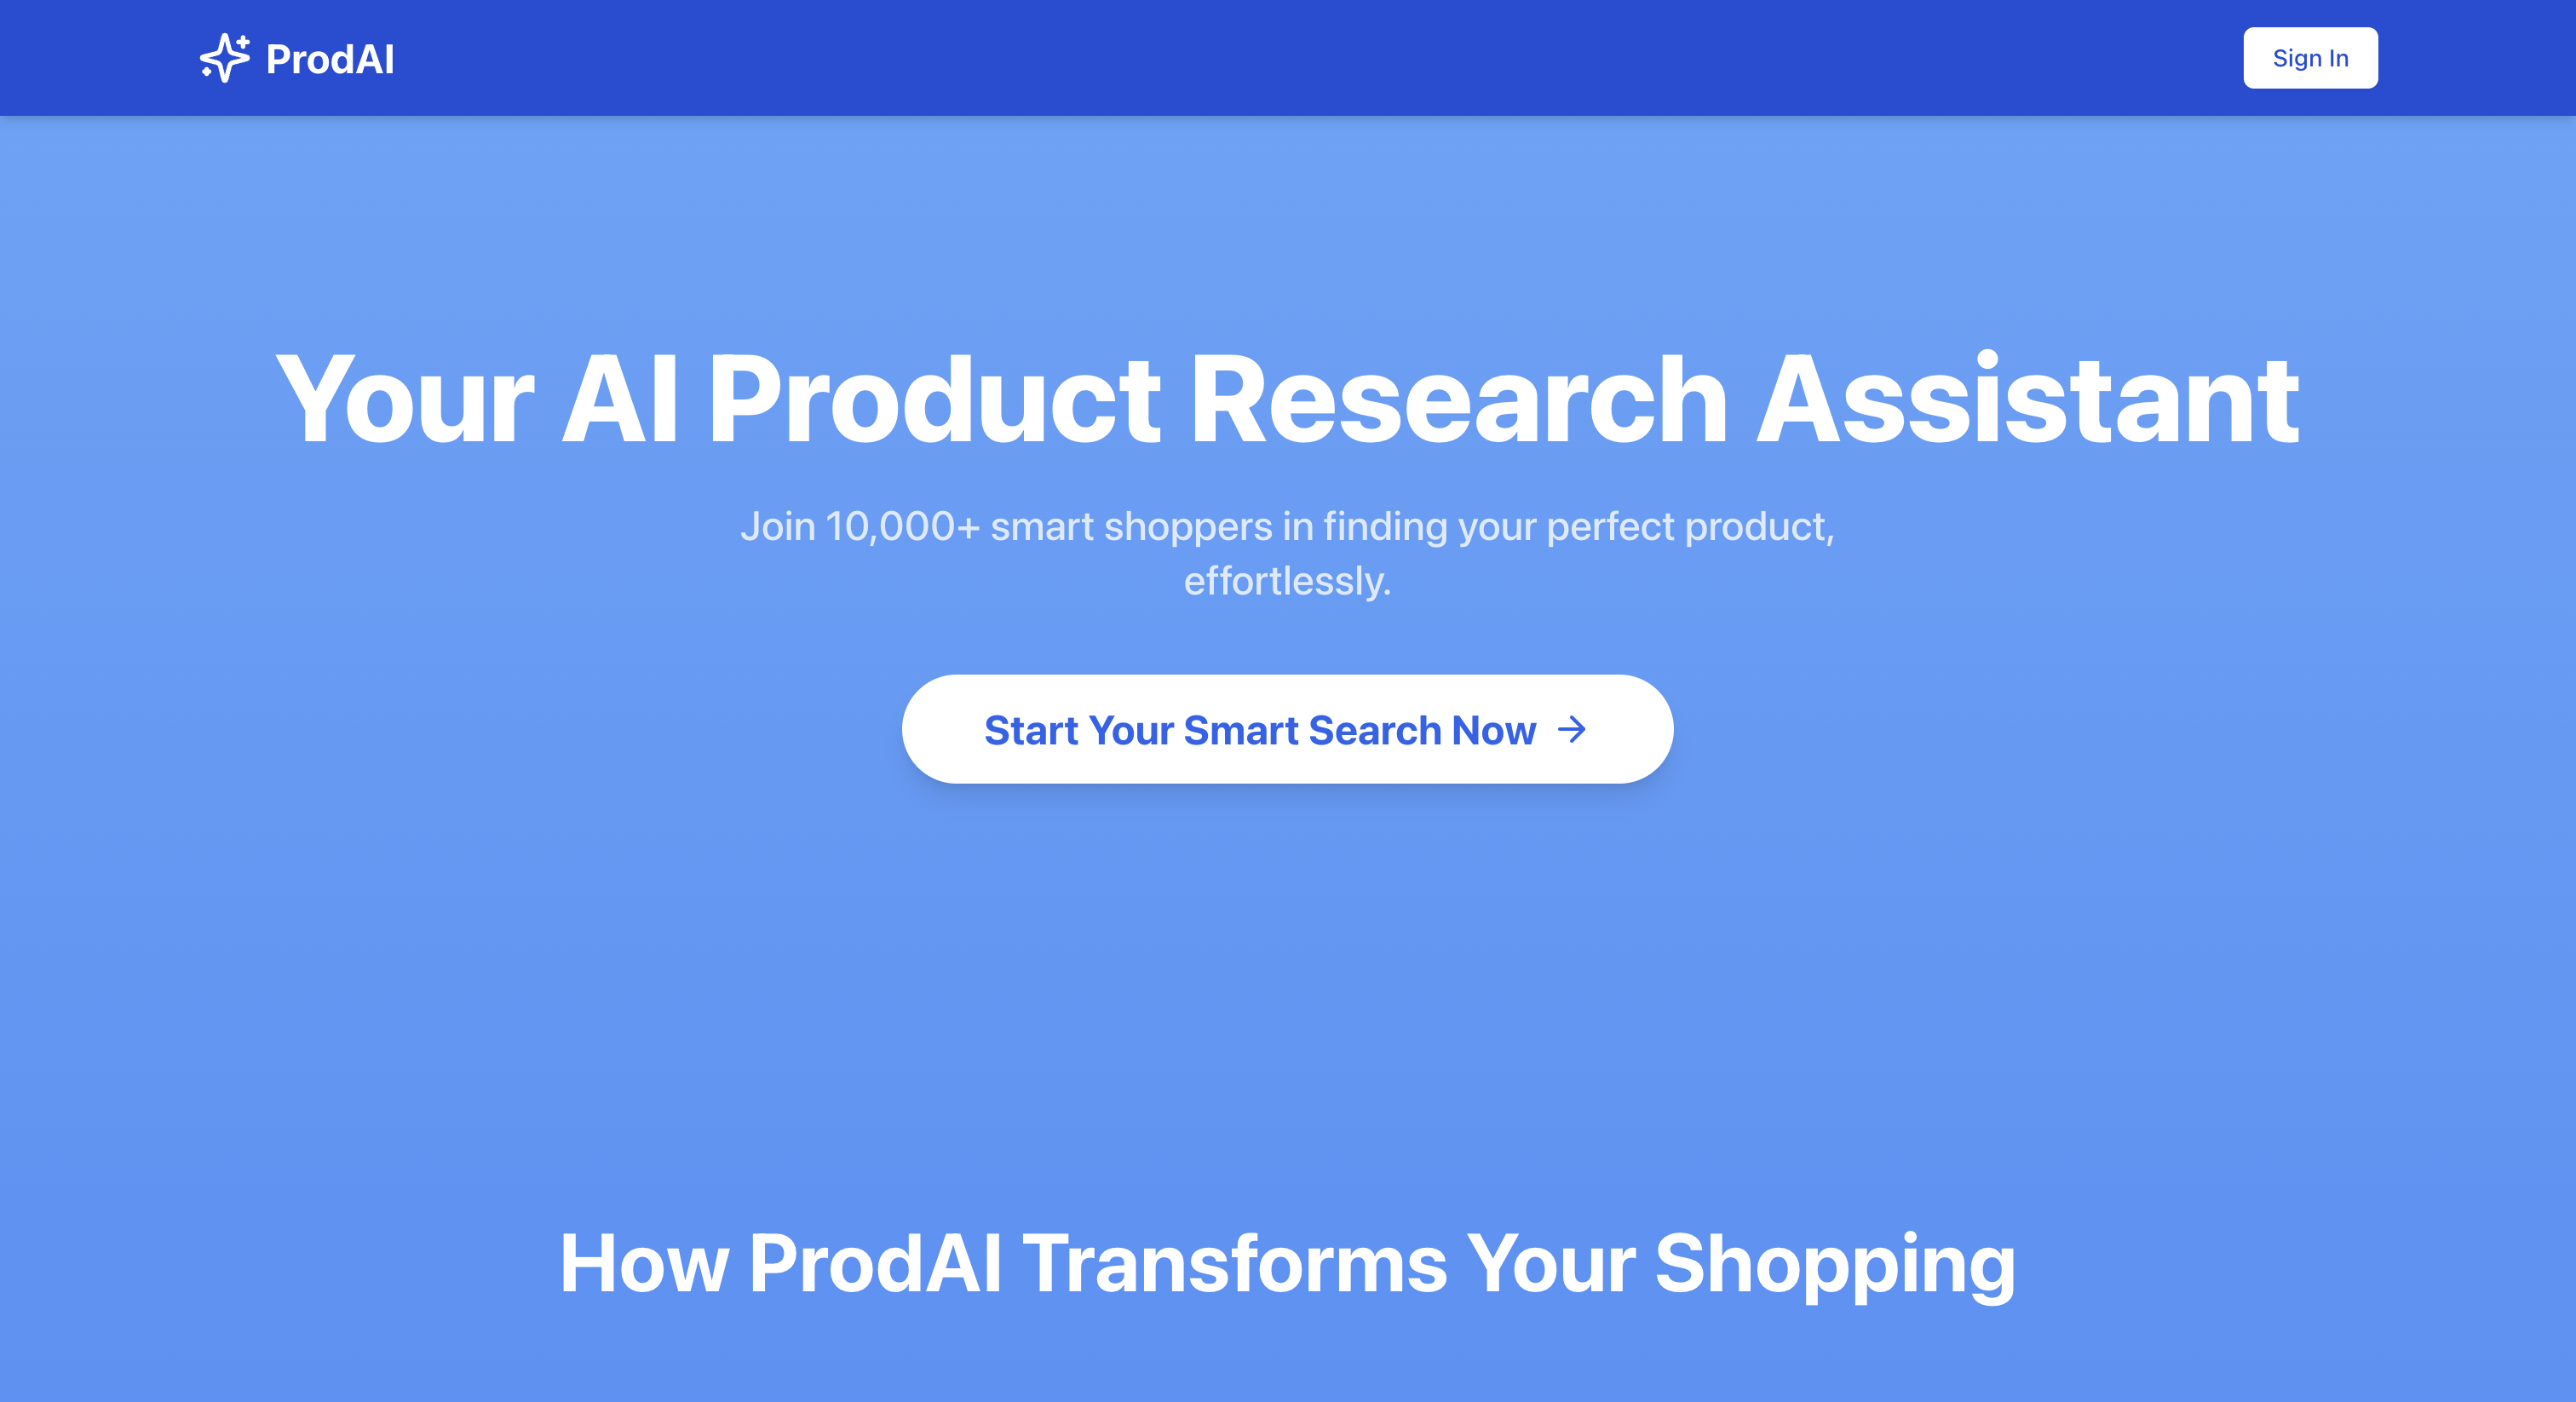 ProdAI
Sign In
Your AI Product Research Assistant
Join 10,000+ smart shoppers in finding your perfect product,
effortlessly.
Start Your Smart Search Now →
How ProdAI Transforms Your Shopping